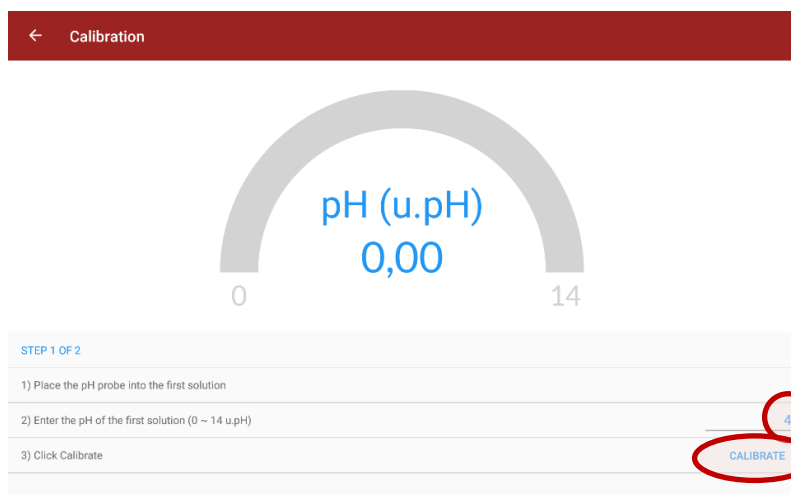 Calibration
pH (u.pH)
0,00
0
14
STEP 1 OF 2
1) Place the pH probe into the first solution
2) Enter the pH of the first solution (0 ~ 14 u.pH)
4
3) Click Calibrate
CALIBRATE